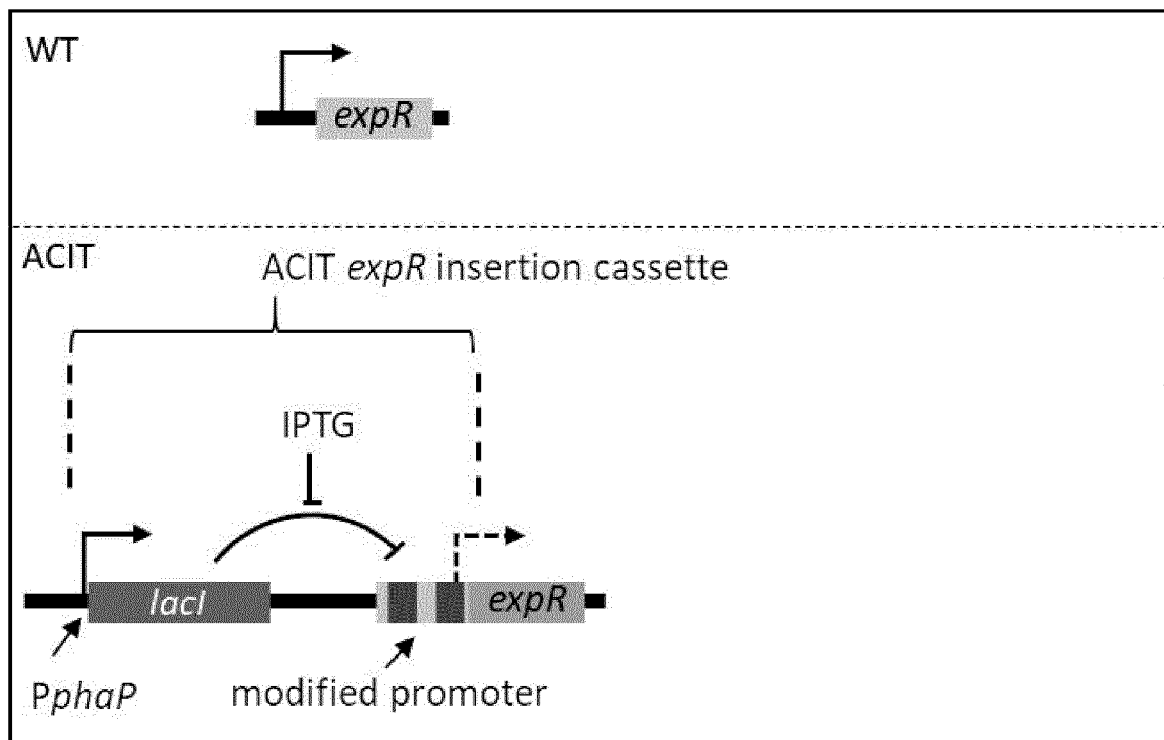 WT
expR
ACIT
ACIT expR insertion cassette
IPTG
lacI
expR
PphaP
modified promoter